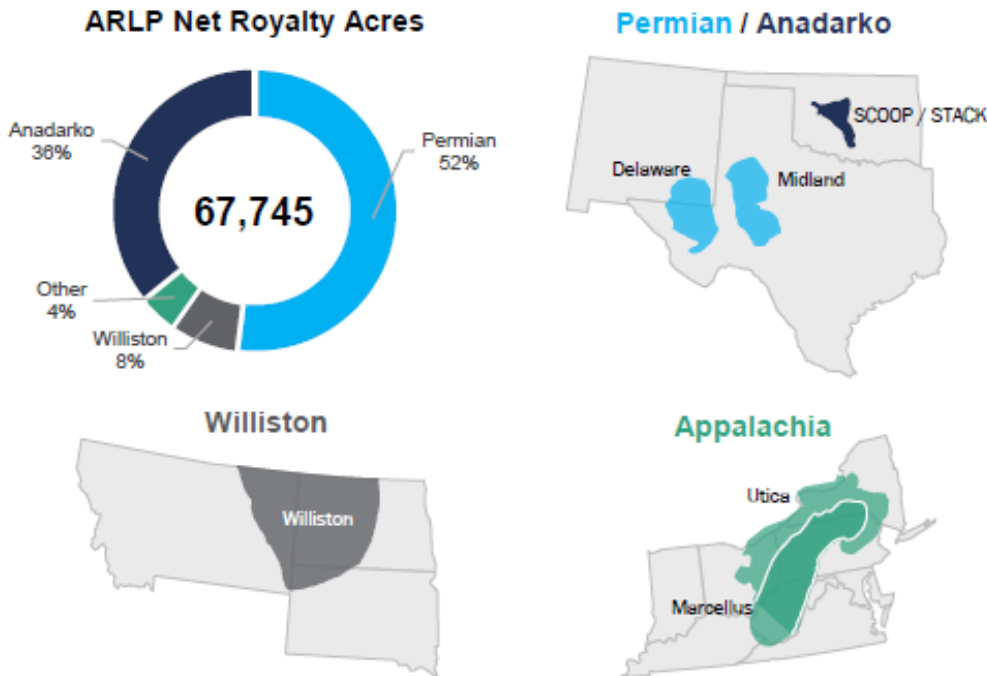 ARLP Net Royalty Acres
Anadarko
36%
Permian
52%
67,745
Other
4%
Williston
8%
Permian / Anadarko
SCOOP / STACK
Delaware
Midland
Williston
Williston
Appalachia
Utica
Marcellus